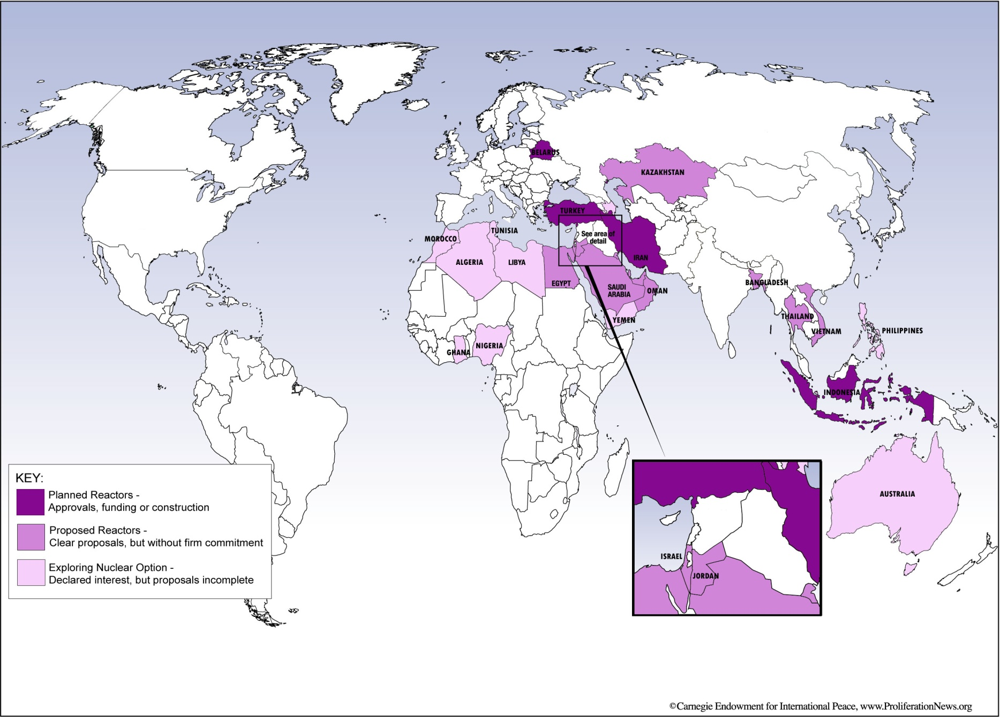 BELARUS
KAZAKHSTAN
TURKEY
TUNISIA
MOROCCO
See area of
detail
ALGERIA
LIBYA
IRAN
EGYPT
BANGLADESH
SAUDI
ARABIA
OMAN
YEMEN
THAILAND
VIETNAM
PHILIPPINES
NIGERIA
GHANA
INDONESIA
AUSTRALIA
ISRAEL
JORDAN
KEY:
Planned Reactors -
Approvals, funding or construction
Proposed Reactors -
Clear proposals, but without firm commitment
Exploring Nuclear Option -
Declared interest, but proposals incomplete
©Carnegie Endowment for International Peace, www.ProliferationNews.org